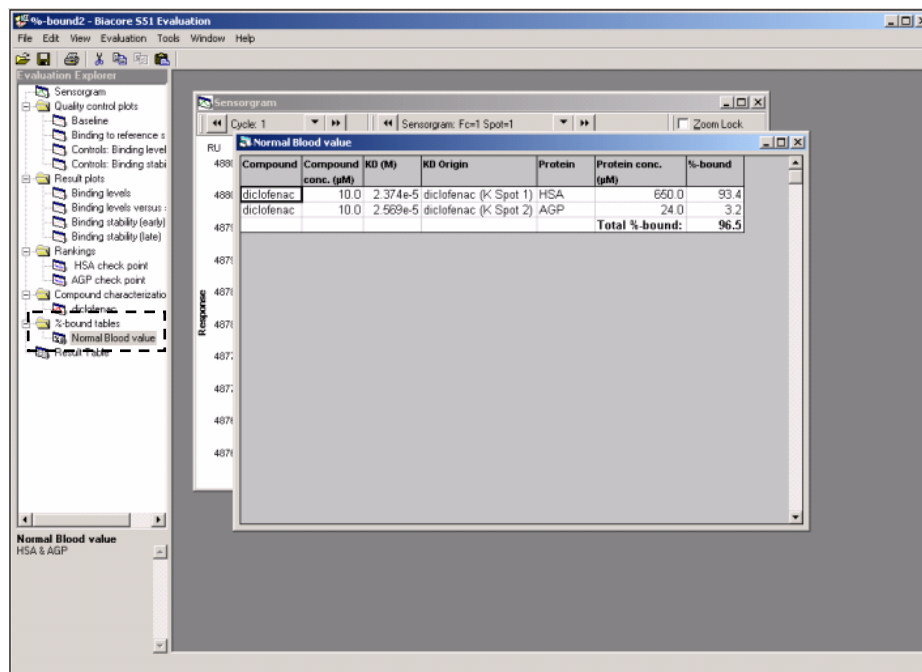 %-bound2 - Biacore S51 Evaluation
File Edit View Evaluation Tools Window Help
Evaluation Explorer
Sensorgram
Quality control plots
Baseline
Binding to reference s
Controls: Binding level
Controls: Binding stabi
Result plots
Binding levels
Binding levels versus
Binding stability (early)
Binding stability (late)
Rankings
HSA check point
AGP check point
Compound characterizatio
diclofenac
%-bound tables
Normal Blood value
Result Table
Normal Blood value
HSA & AGP
Sensorgram
Cycle: 1 Sensorgram: Fc=1 Spot=1 Zoom Lock
RU
Response
Normal Blood value
Compound Compound conc. (µM) KD (M) KD Origin Protein Protein conc. (µM) %-bound
diclofenac 10.0 2.374e-5 diclofenac (K Spot 1) HSA 650.0 93.4
diclofenac 10.0 2.569e-5 diclofenac (K Spot 2) AGP 24.0 3.2
Total %-bound: 96.5